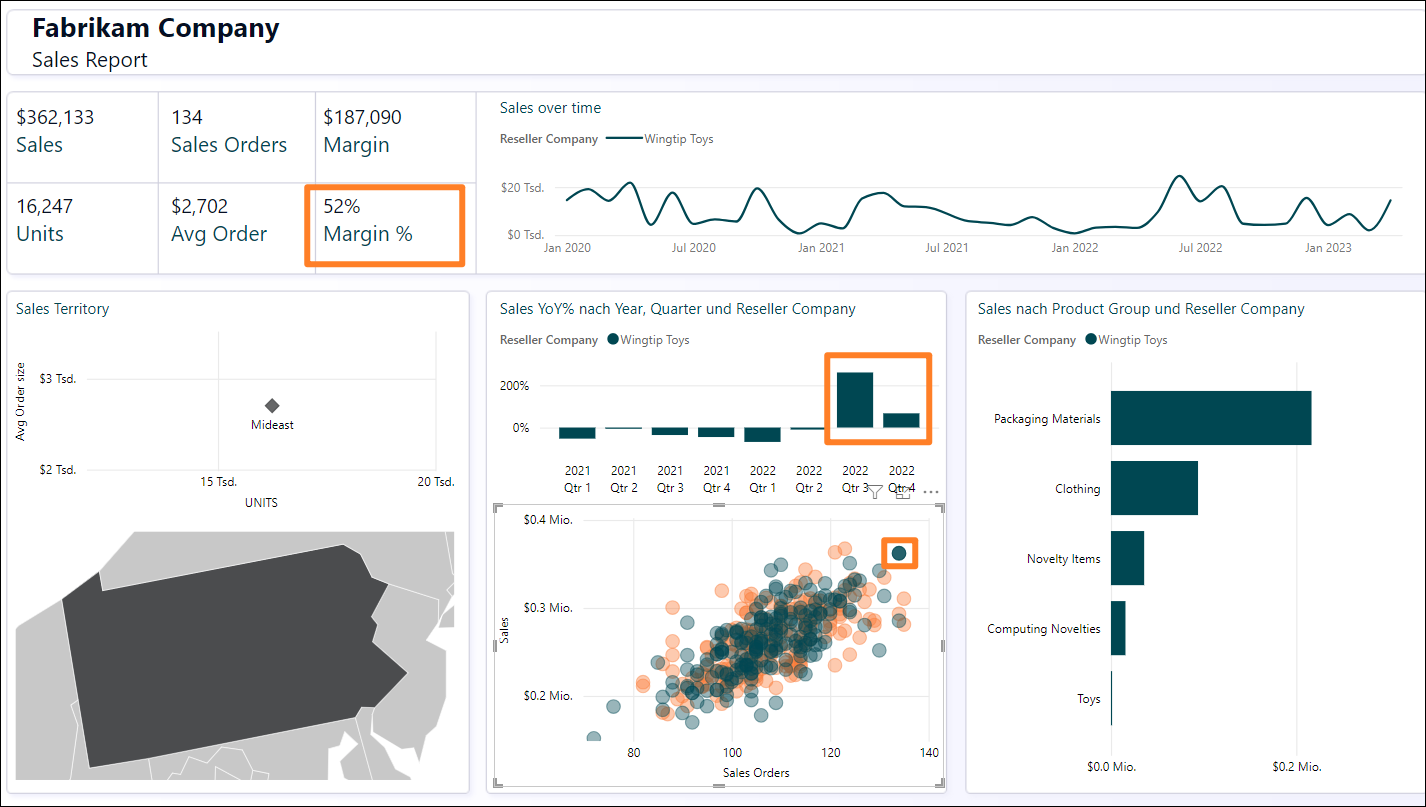 Fabrikam Company
Sales Report
$362,133
Sales
134
Sales Orders
$187,090
Margin
16,247
Units
$2,702
Avg Order
52%
Margin %
Sales over time
Reseller Company Wingtip Toys
$20 Tsd.
$0 Tsd.
Jan 2020 Jul 2020 Jan 2021 Jul 2021 Jan 2022 Jul 2022 Jan 2023
Sales Territory
Avg Order size
$3 Tsd.
$2 Tsd.
Mideast
15 Tsd. 20 Tsd.
UNITS
Sales YoY% nach Year, Quarter und Reseller Company
Reseller Company Wingtip Toys
200%
0%
2021 2021 2021 2021 2022 2022 2022 2022
Qtr 1 Qtr 2 Qtr 3 Qtr 4 Qtr 1 Qtr 2 Qtr 3 Qtr 4
$0.4 Mio.
$0.3 Mio.
$0.2 Mio.
Sales
80 100 120 140
Sales Orders
Sales nach Product Group und Reseller Company
Reseller Company Wingtip Toys
Packaging Materials
Clothing
Novelty Items
Computing Novelties
Toys
$0.0 Mio. $0.2 Mio.